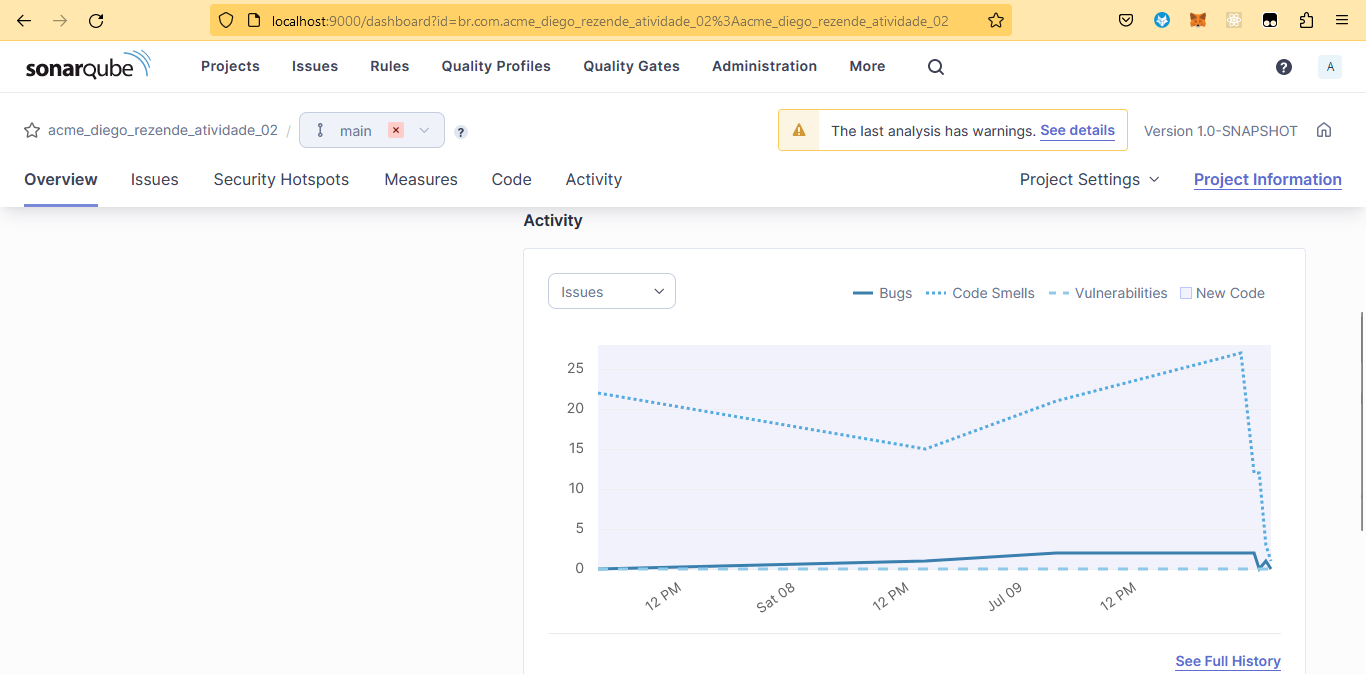 localhost:9000/dashboard?id=br.com.acme_diego_rezende_atividade_02%3Aacme_diego_rezende_atividade_02
sonarqube Projects Issues Rules Quality Profiles Quality Gates Administration More ? A
acme_diego_rezende_atividade_02 / main ? The last analysis has warnings. See details Version 1.0-SNAPSHOT
Overview Issues Security Hotspots Measures Code Activity Project Settings Project Information
Activity
Issues Bugs Code Smells Vulnerabilities New Code
25
20
15
10
5
0
12 PM Sat 08 12 PM Jul 09 12 PM
See Full History